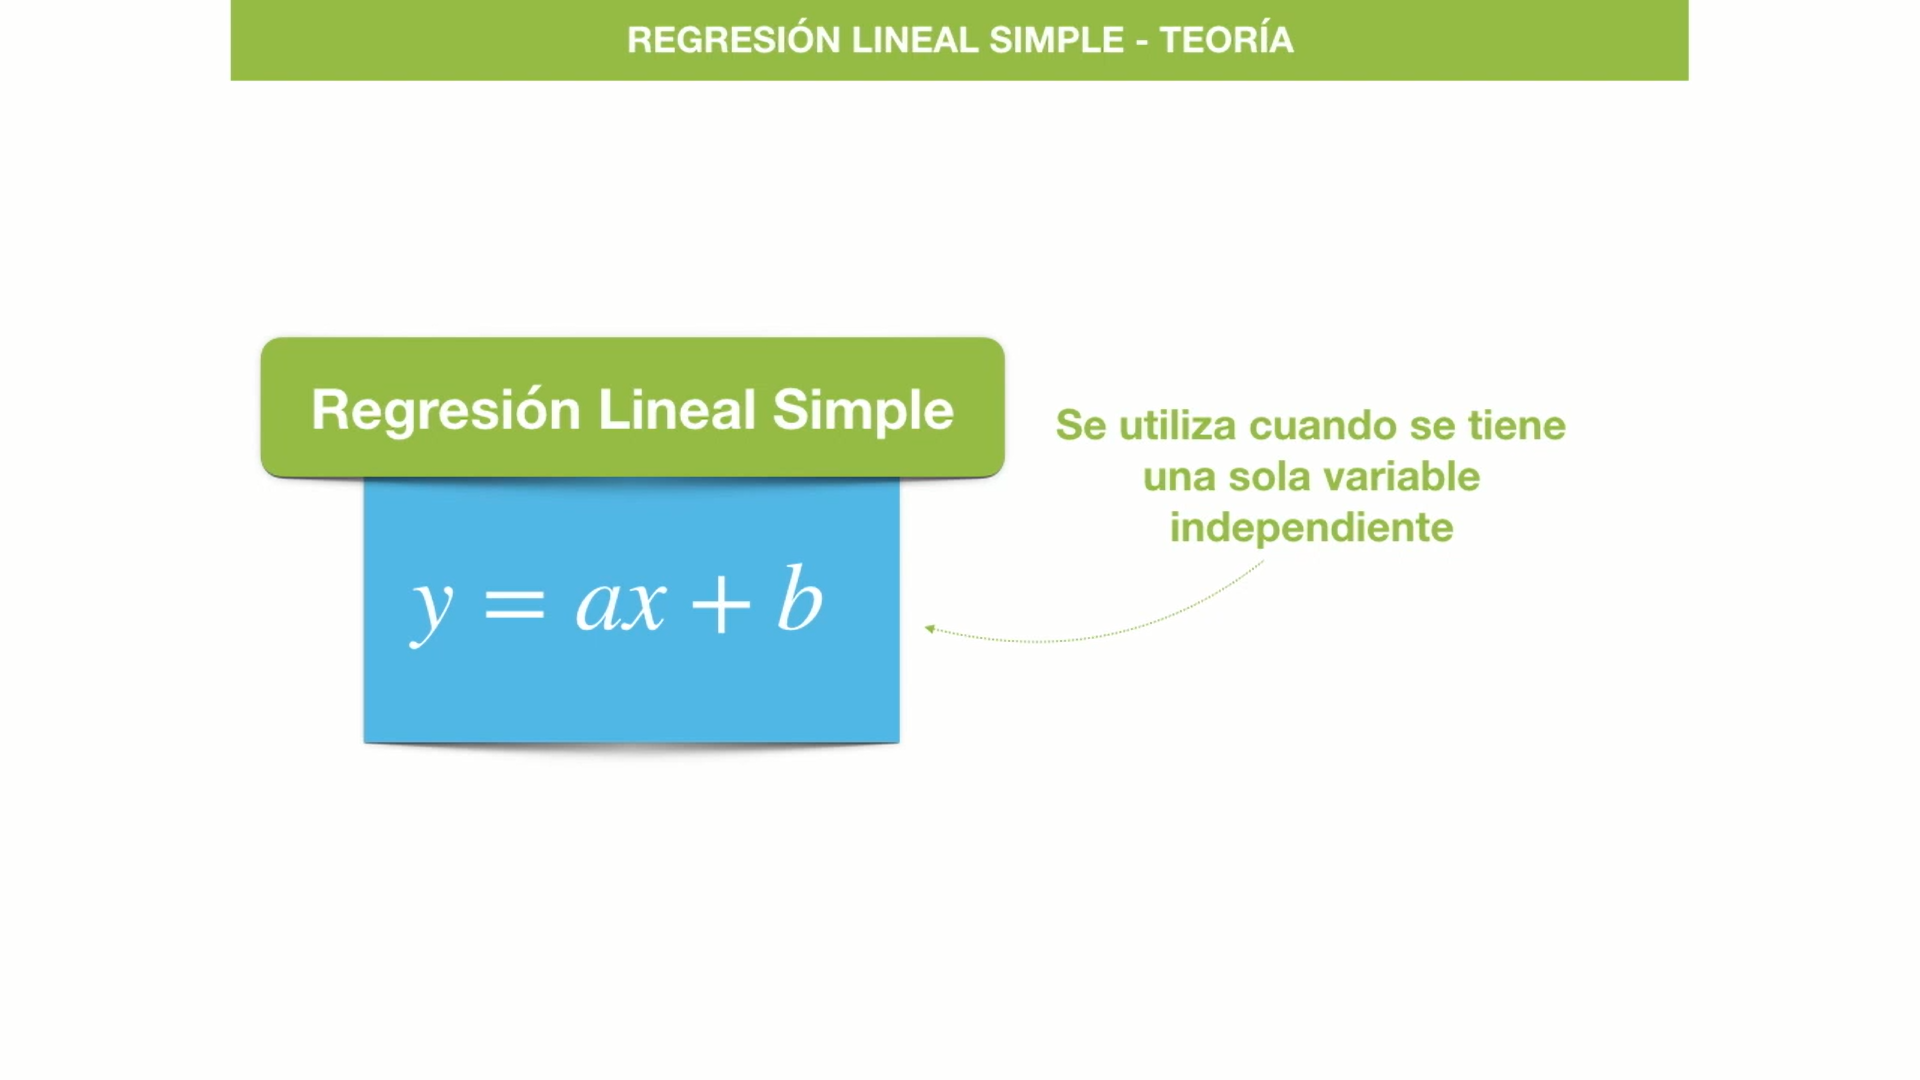 REGRESIÓN LINEAL SIMPLE - TEORÍA
Regresión Lineal Simple
y = ax + b
Se utiliza cuando se tiene
una sola variable
independiente